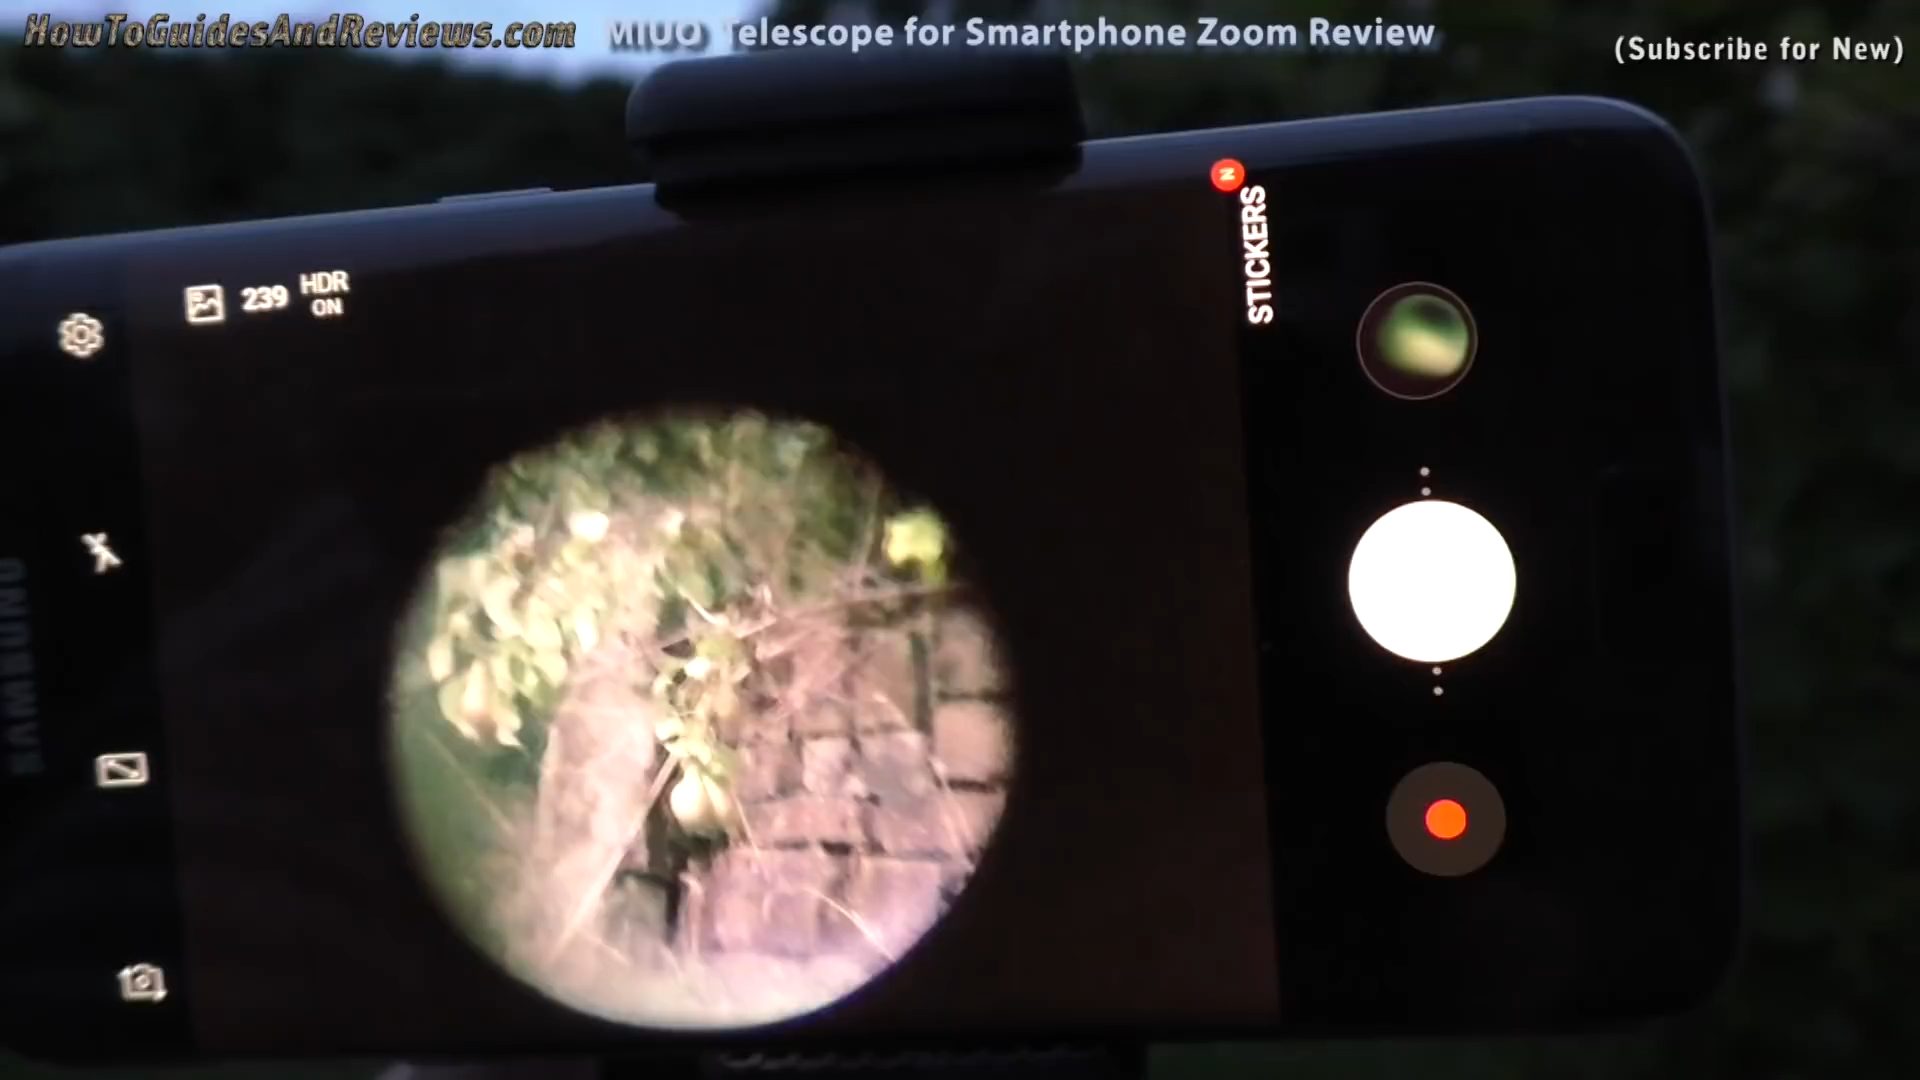 HowToGuidesAndReviews.com
MIUO Telescope for Smartphone Zoom Review
(Subscribe for New)
N
STICKERS
239
HDR
ON
SAMSUNG